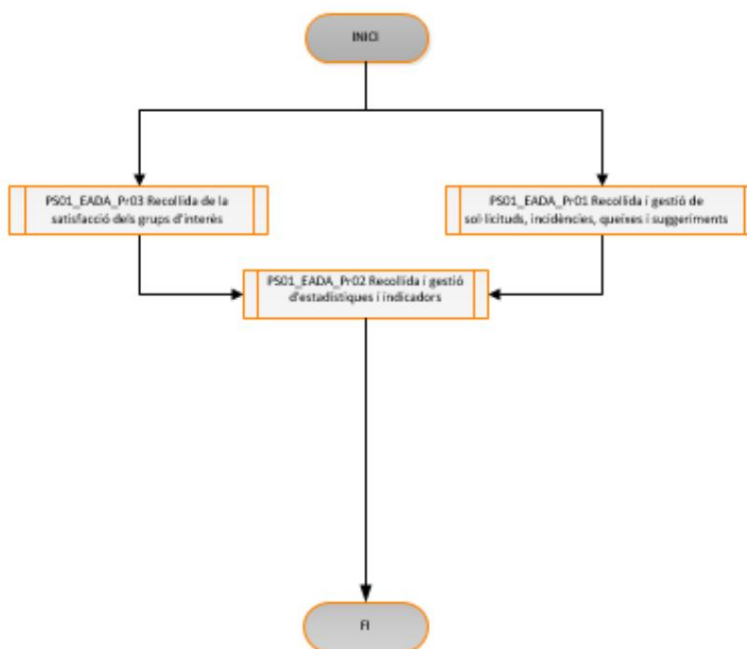 INICI
PS01_EADA_Pr03 Recollida de la
satisfacció dels grups d'interès
PS01_EADA_Pr01 Recollida i gestió de
sol·licituds, incidències, queixes i suggeriments
PS01_EADA_Pr02 Recollida i gestió
d'estadístiques i indicadors
FI